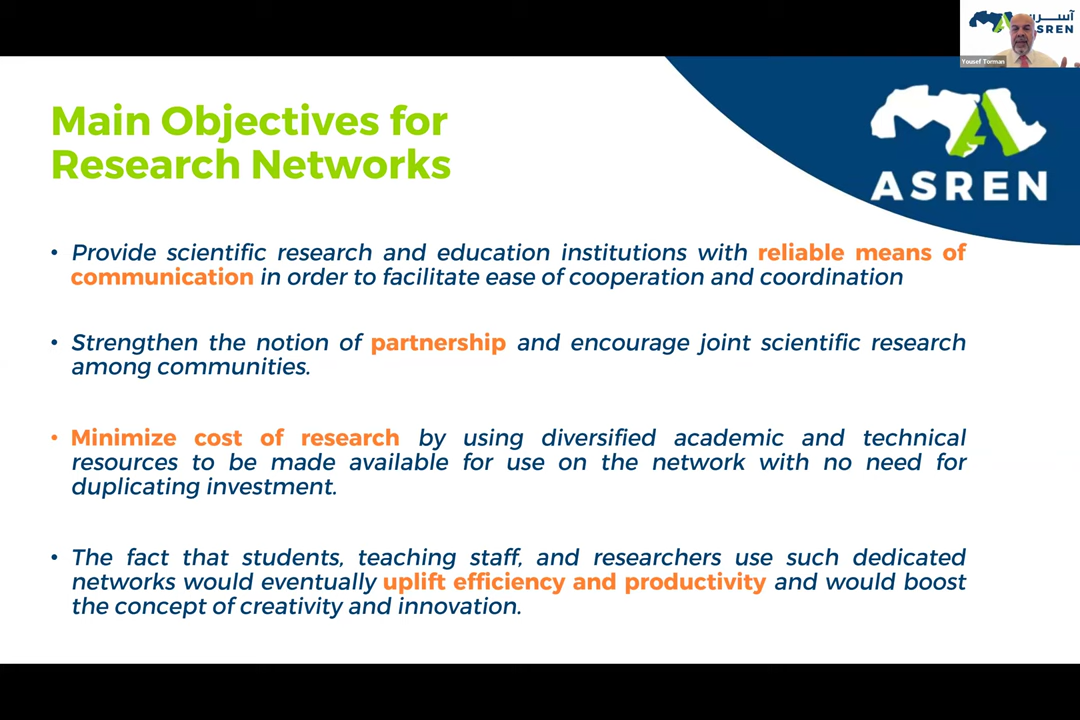 آسرن
ASREN
Yousef Torman
Main Objectives for
Research Networks
ASREN
• Provide scientific research and education institutions with reliable means of
communication in order to facilitate ease of cooperation and coordination
• Strengthen the notion of partnership and encourage joint scientific research
among communities.
• Minimize cost of research by using diversified academic and technical
resources to be made available for use on the network with no need for
duplicating investment.
• The fact that students, teaching staff, and researchers use such dedicated
networks would eventually uplift efficiency and productivity and would boost
the concept of creativity and innovation.